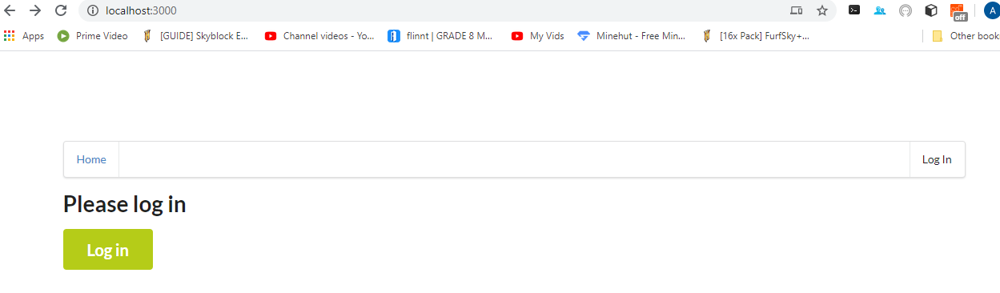 localhost:3000
off
A
Apps Prime Video [GUIDE] Skyblock E... Channel videos - Yo... flinnt | GRADE 8 M... My Vids Minehut - Free Min... [16x Pack] FurfSky+... Other book
Home Log In
Please log in
Log in